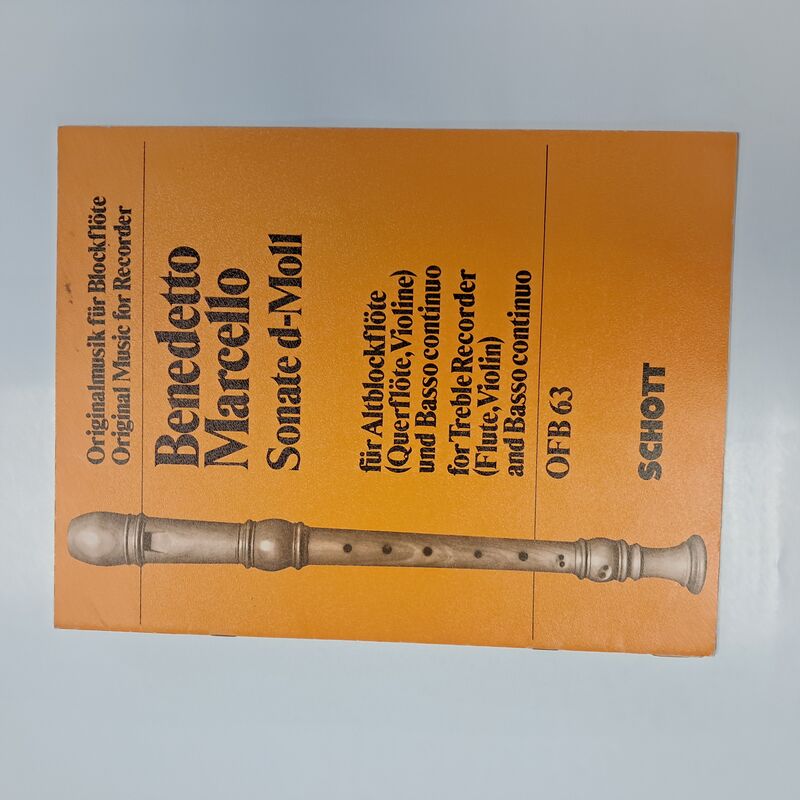 Originalmusik für Blockflöte
Original Music for Recorder
Benedetto
Marcello
Sonate d-Moll
für Altblockflöte
(Querflöte, Violine)
und Basso continuo
for Treble Recorder
(Flute, Violin)
and Basso continuo
OFB 63
SCHOTT